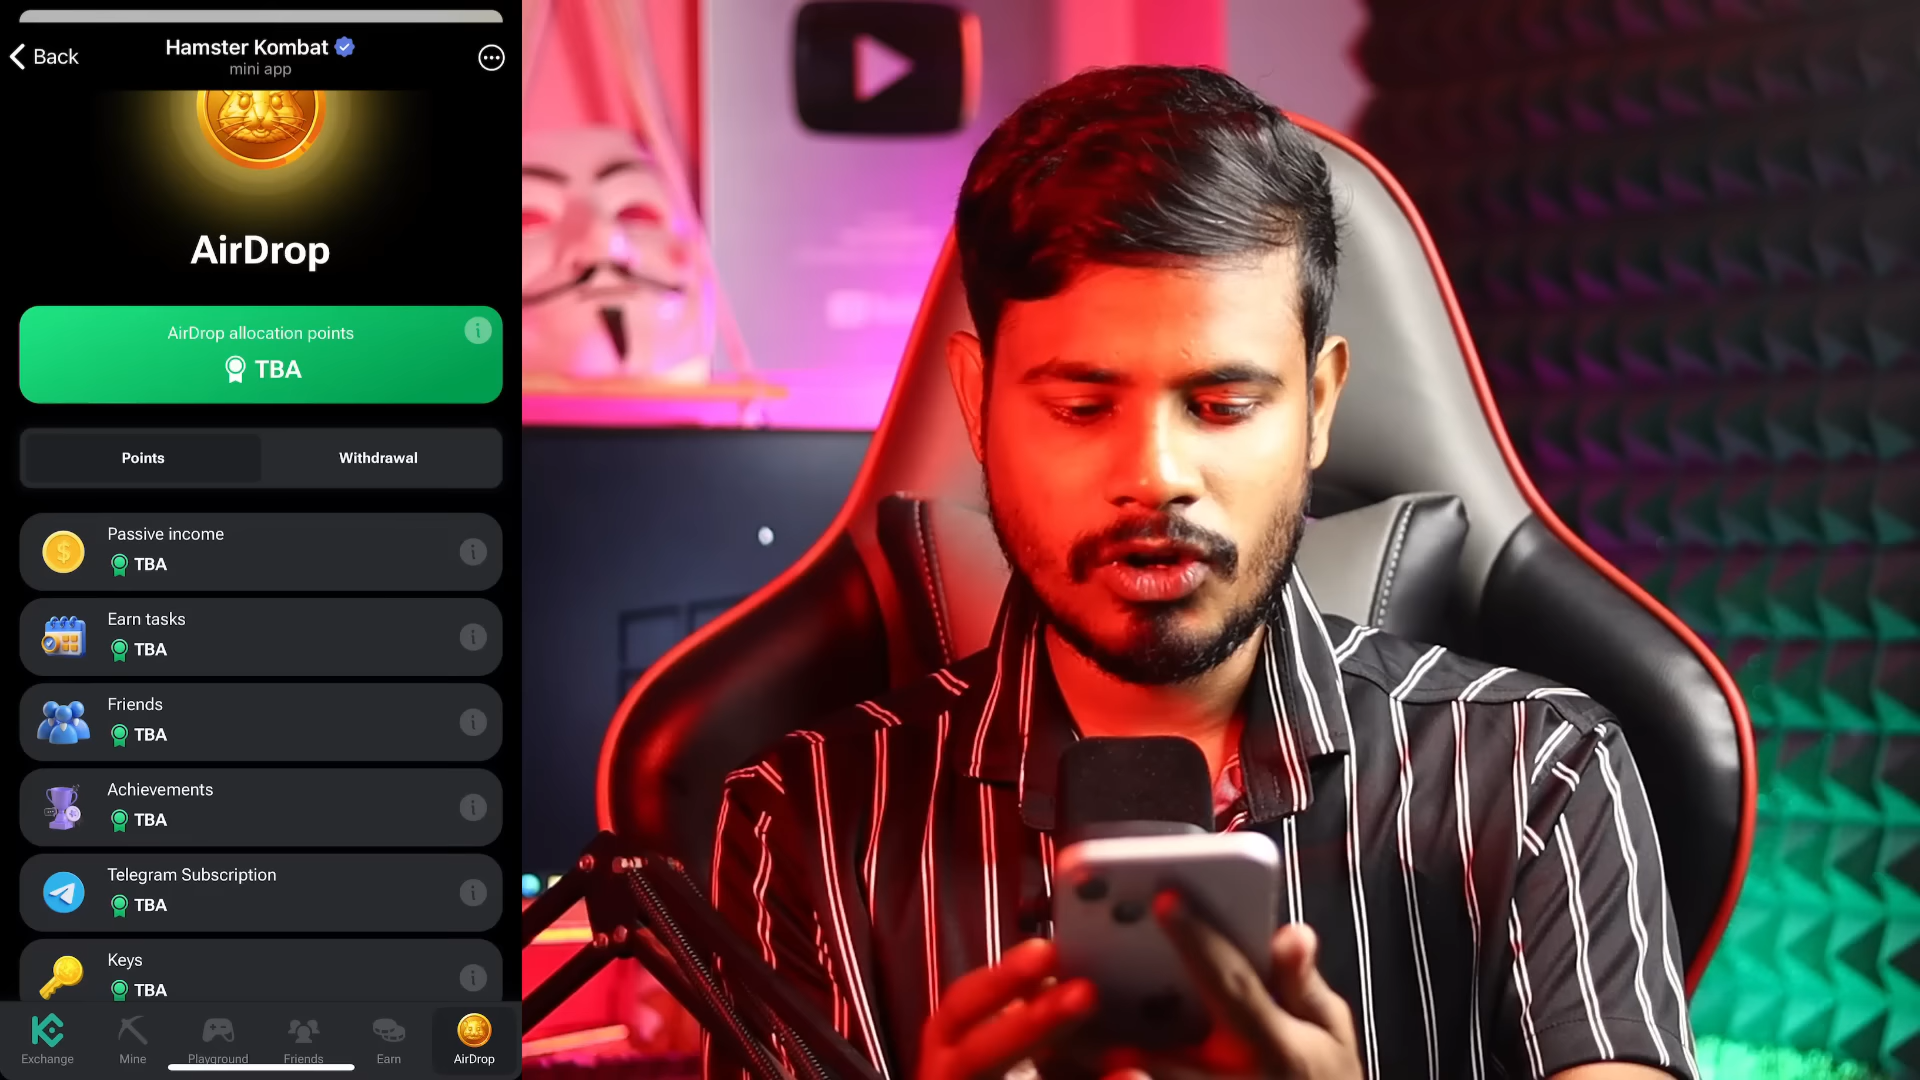 Back
Hamster Kombat
mini app
AirDrop
AirDrop allocation points
TBA
Points
Withdrawal
Passive income
TBA
Earn tasks
TBA
Friends
TBA
Achievements
TBA
Telegram Subscription
TBA
Keys
TBA
Exchange
Mine
Playground
Friends
Earn
AirDrop